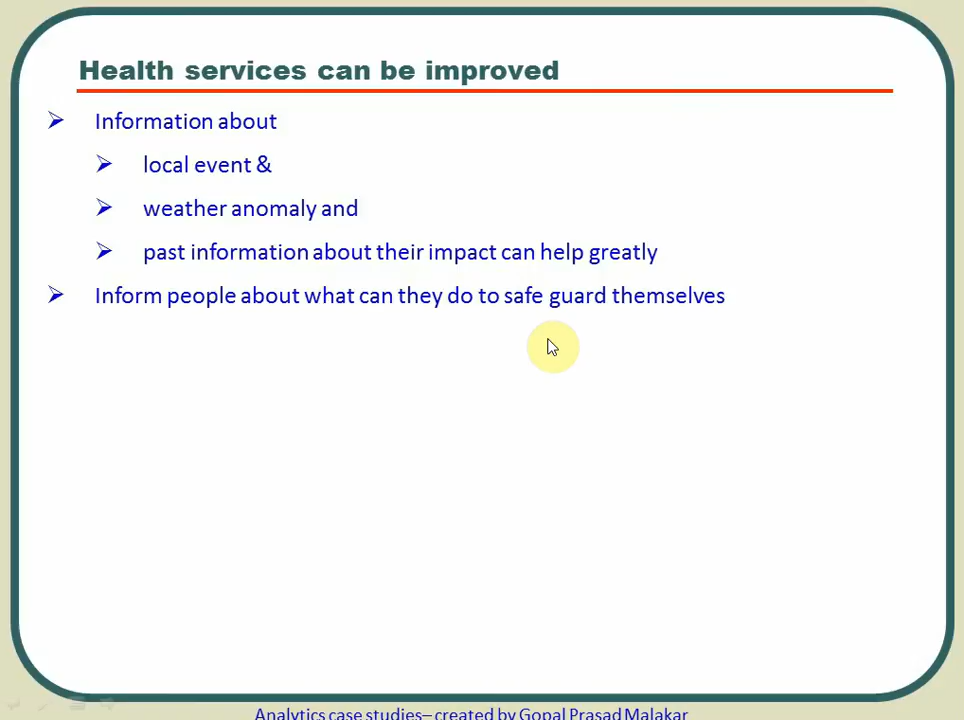 Health services can be improved
Information about
local event &
weather anomaly and
past information about their impact can help greatly
Inform people about what can they do to safe guard themselves
Analytics case studies– created by Gopal Prasad Malakar